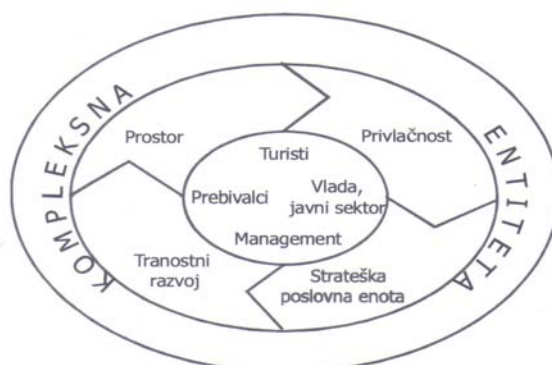 KOMPLEKSNA
ENTITETA
Prostor
Privlačnost
Turisti
Prebivalci
Vlada,
javni sektor
Management
Tranostni
razvoj
Strateška
poslovna enota